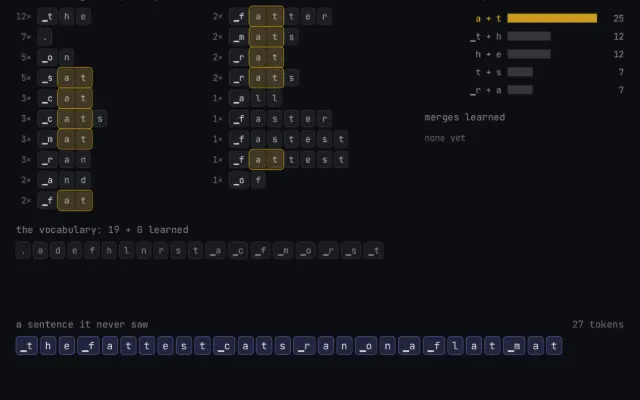 12× _t h e
7× .
5× _o n
5× _s a t
3× _c a t
3× _c a t s
3× _m a t
3× _r a n
2× _a n d
2× _f a t
2× _f a t t e r
2× _m a t s
2× _r a t
2× _r a t s
1× _a l l
1× _f a s t e r
1× _f a s t e s t
1× _f a t t e s t
1× _o f
a + t 25
_t + h 12
h + e 12
t + s 7
_r + a 7
merges learned
none yet
the vocabulary: 19 + 0 learned
. a d e f h l n r s t _a _c _f _m _o _r _s _t
a sentence it never saw 27 tokens
_t h e _f a t t e s t _c a t s _r a n _o n _a _f l a t _m a t